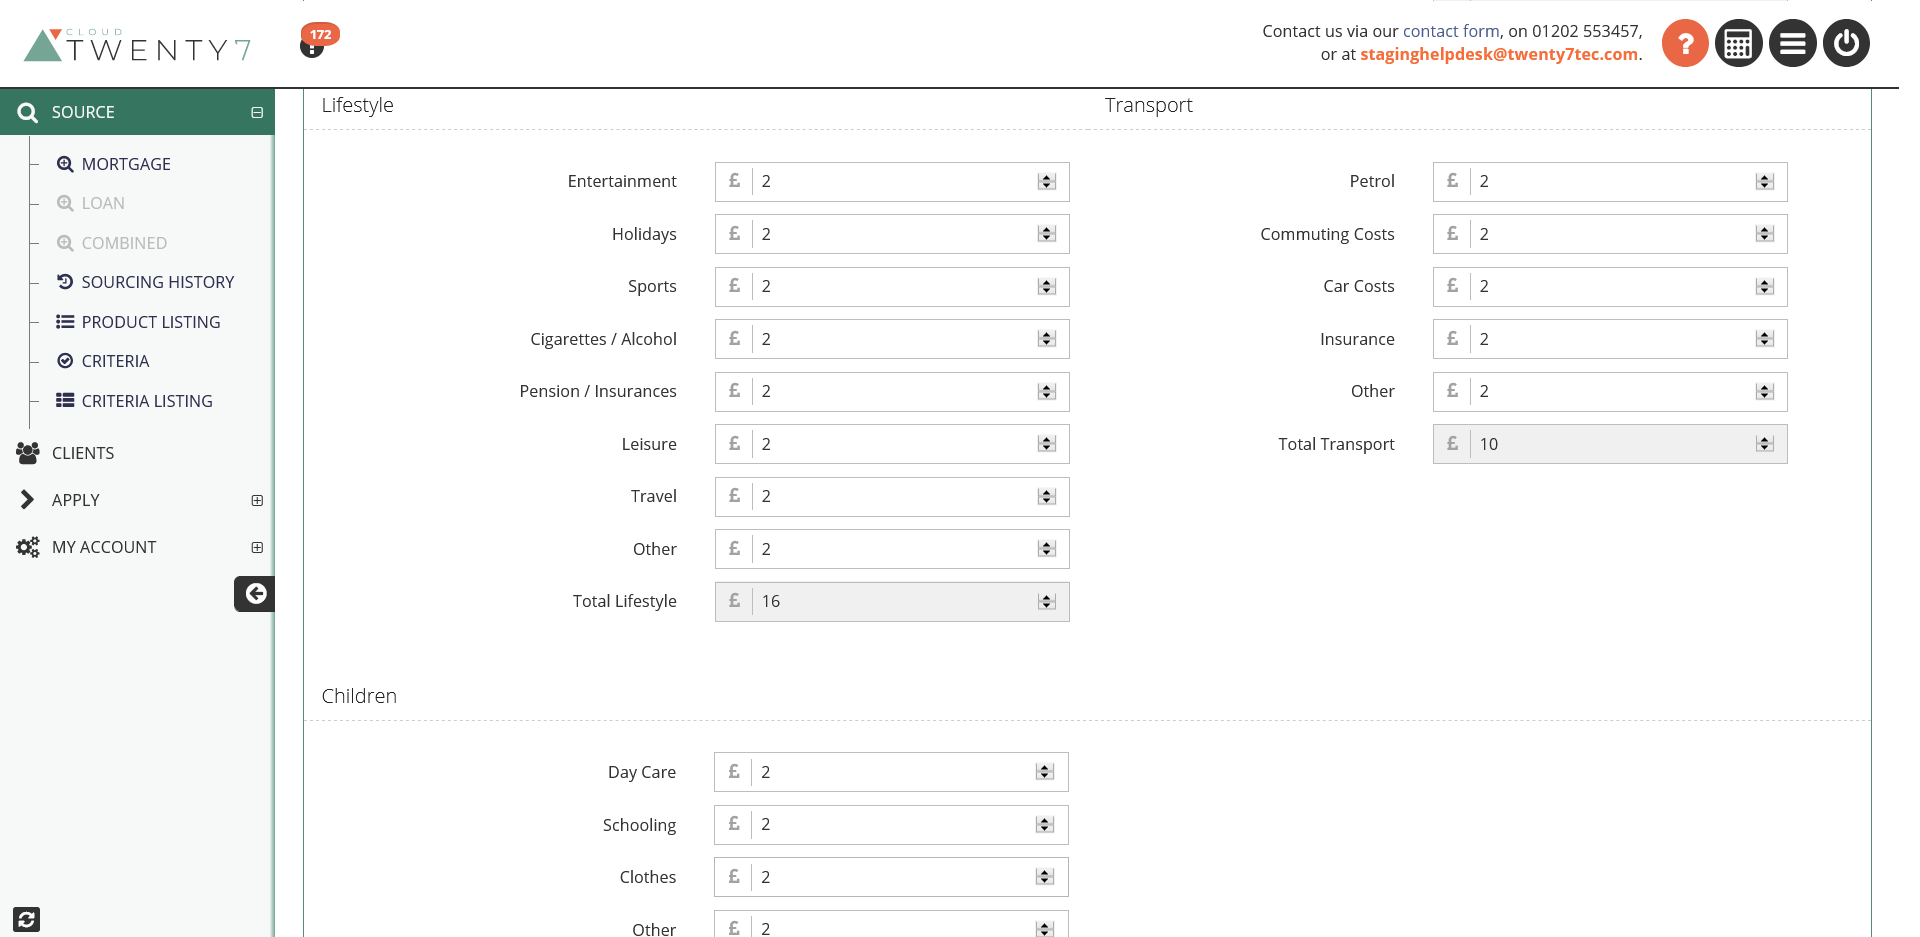 CLOUD
TWENTY7
172
Contact us via our contact form, on 01202 553457,
or at staginghelpdesk@twenty7tec.com.
?
SOURCE
MORTGAGE
LOAN
COMBINED
SOURCING HISTORY
PRODUCT LISTING
CRITERIA
CRITERIA LISTING
CLIENTS
APPLY
MY ACCOUNT
Lifestyle
Entertainment £ 2
Holidays £ 2
Sports £ 2
Cigarettes / Alcohol £ 2
Pension / Insurances £ 2
Leisure £ 2
Travel £ 2
Other £ 2
Total Lifestyle £ 16
Transport
Petrol £ 2
Commuting Costs £ 2
Car Costs £ 2
Insurance £ 2
Other £ 2
Total Transport £ 10
Children
Day Care £ 2
Schooling £ 2
Clothes £ 2
Other £ 2